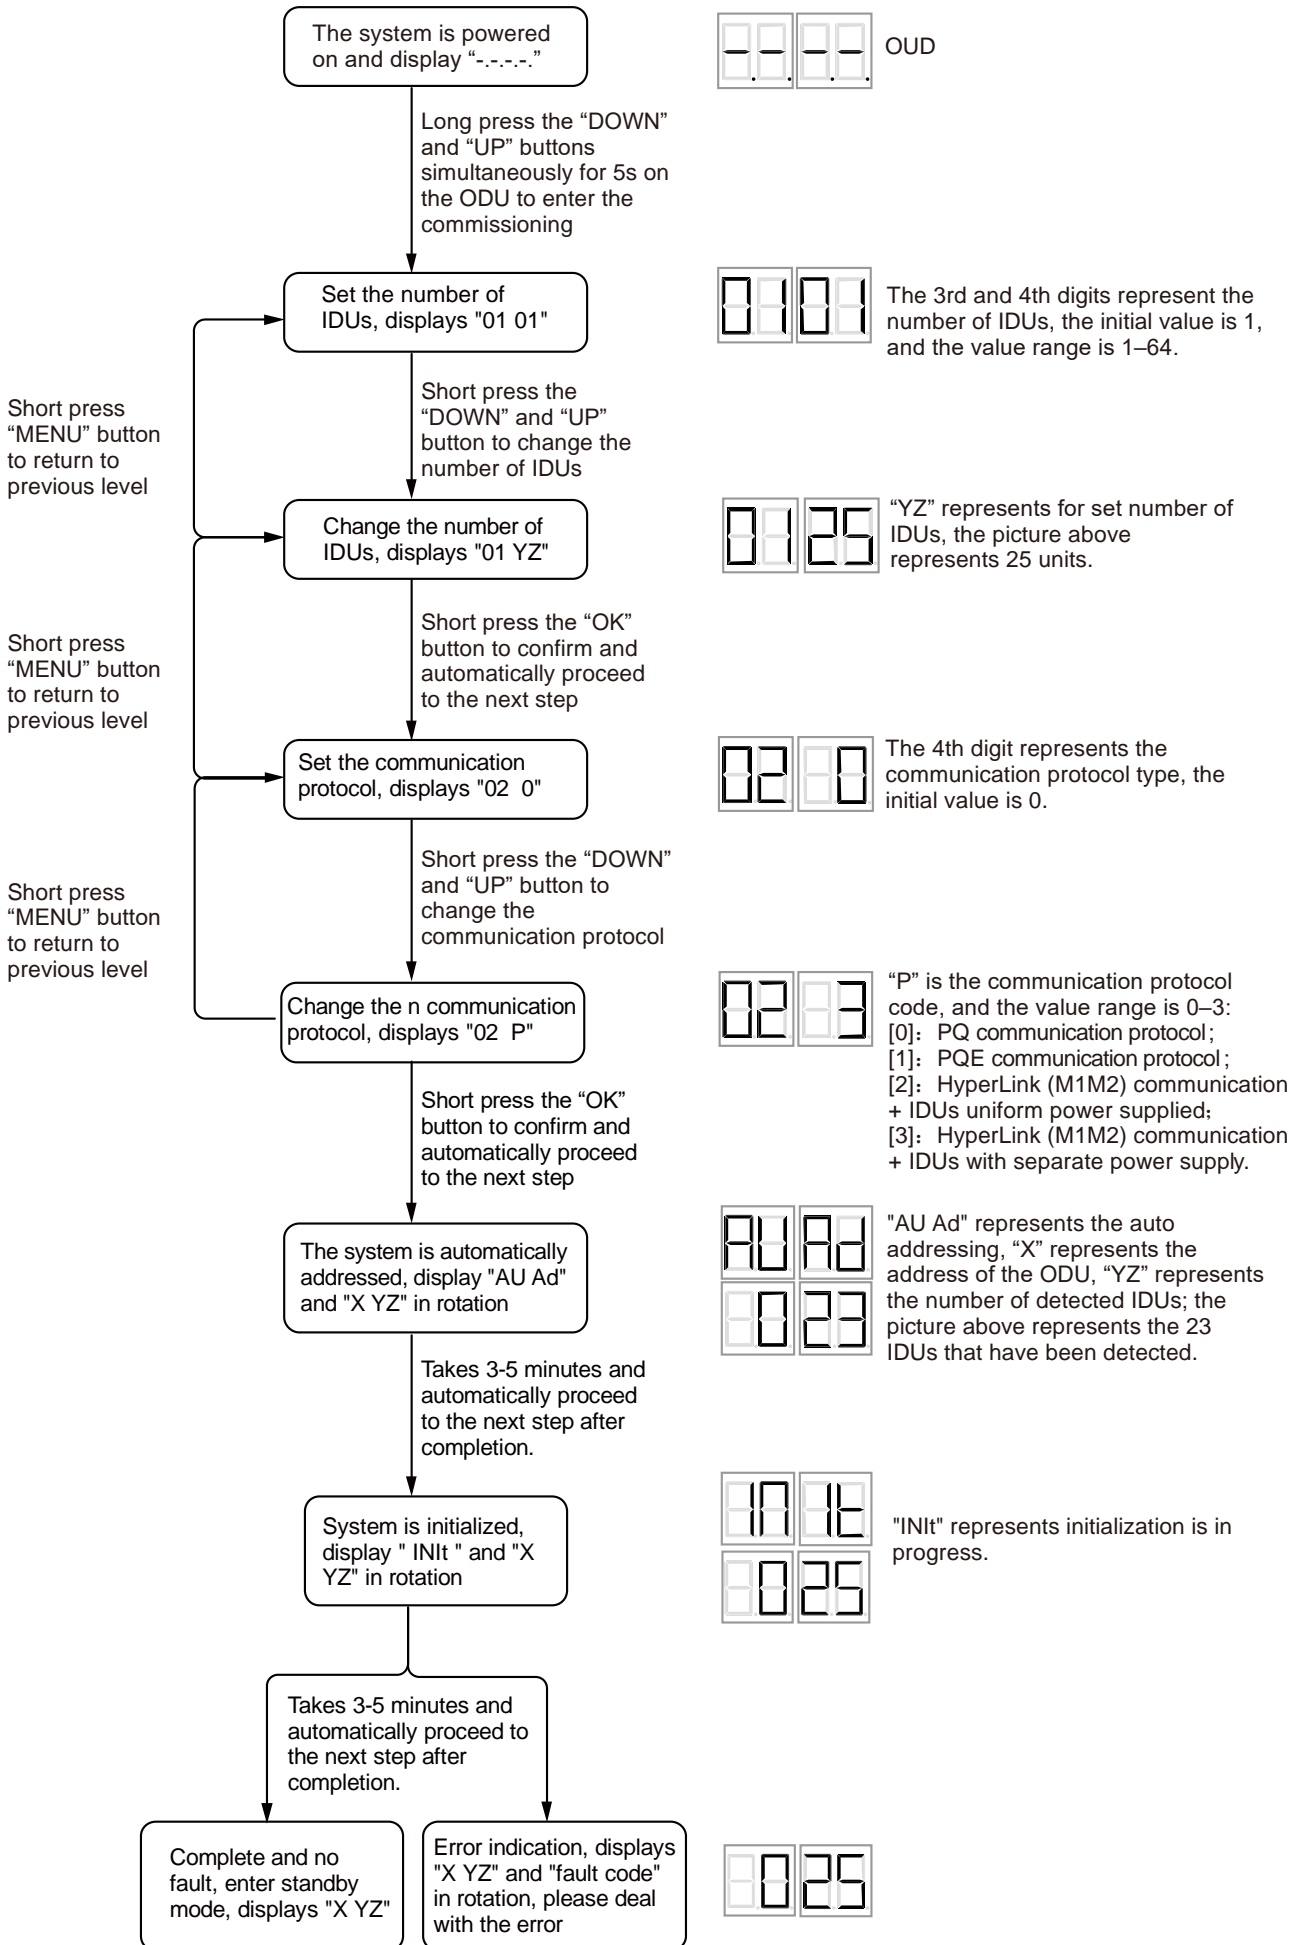 The system is powered
on and display “-.-.-.-.”
-.-.-.-.
OUD
Long press the “DOWN”
and “UP” buttons
simultaneously for 5s on
the ODU to enter the
commissioning
Set the number of
IDUs, displays "01 01"
0101
The 3rd and 4th digits represent the
number of IDUs, the initial value is 1,
and the value range is 1–64.
Short press
“MENU” button
to return to
previous level
Short press the
“DOWN” and “UP”
button to change the
number of IDUs
Change the number of
IDUs, displays "01 YZ"
0125
“YZ” represents for set number of
IDUs, the picture above
represents 25 units.
Short press
“MENU” button
to return to
previous level
Short press the “OK”
button to confirm and
automatically proceed
to the next step
Set the communication
protocol, displays "02  0"
02 0
The 4th digit represents the
communication protocol type, the
initial value is 0.
Short press
“MENU” button
to return to
previous level
Short press the “DOWN”
and “UP” button to
change the
communication protocol
Change the n communication
protocol, displays "02  P"
02 3
“P” is the communication protocol
code, and the value range is 0–3:
[0]：PQ communication protocol;
[1]：PQE communication protocol;
[2]：HyperLink (M1M2) communication
+ IDUs uniform power supplied;
[3]：HyperLink (M1M2) communication
+ IDUs with separate power supply.
Short press the “OK”
button to confirm and
automatically proceed
to the next step
The system is automatically
addressed, display "AU Ad"
and "X YZ" in rotation
AU Ad
023
"AU Ad" represents the auto
addressing, “X” represents the
address of the ODU, “YZ” represents
the number of detected IDUs; the
picture above represents the 23
IDUs that have been detected.
Takes 3-5 minutes and
automatically proceed
to the next step after
completion.
System is initialized,
display " INIt " and "X
YZ" in rotation
INIt
025
"INIt" represents initialization is in
progress.
Takes 3-5 minutes and
automatically proceed to
the next step after
completion.
Complete and no
fault, enter standby
mode, displays "X YZ"
Error indication, displays
"X YZ" and "fault code"
in rotation, please deal
with the error
025